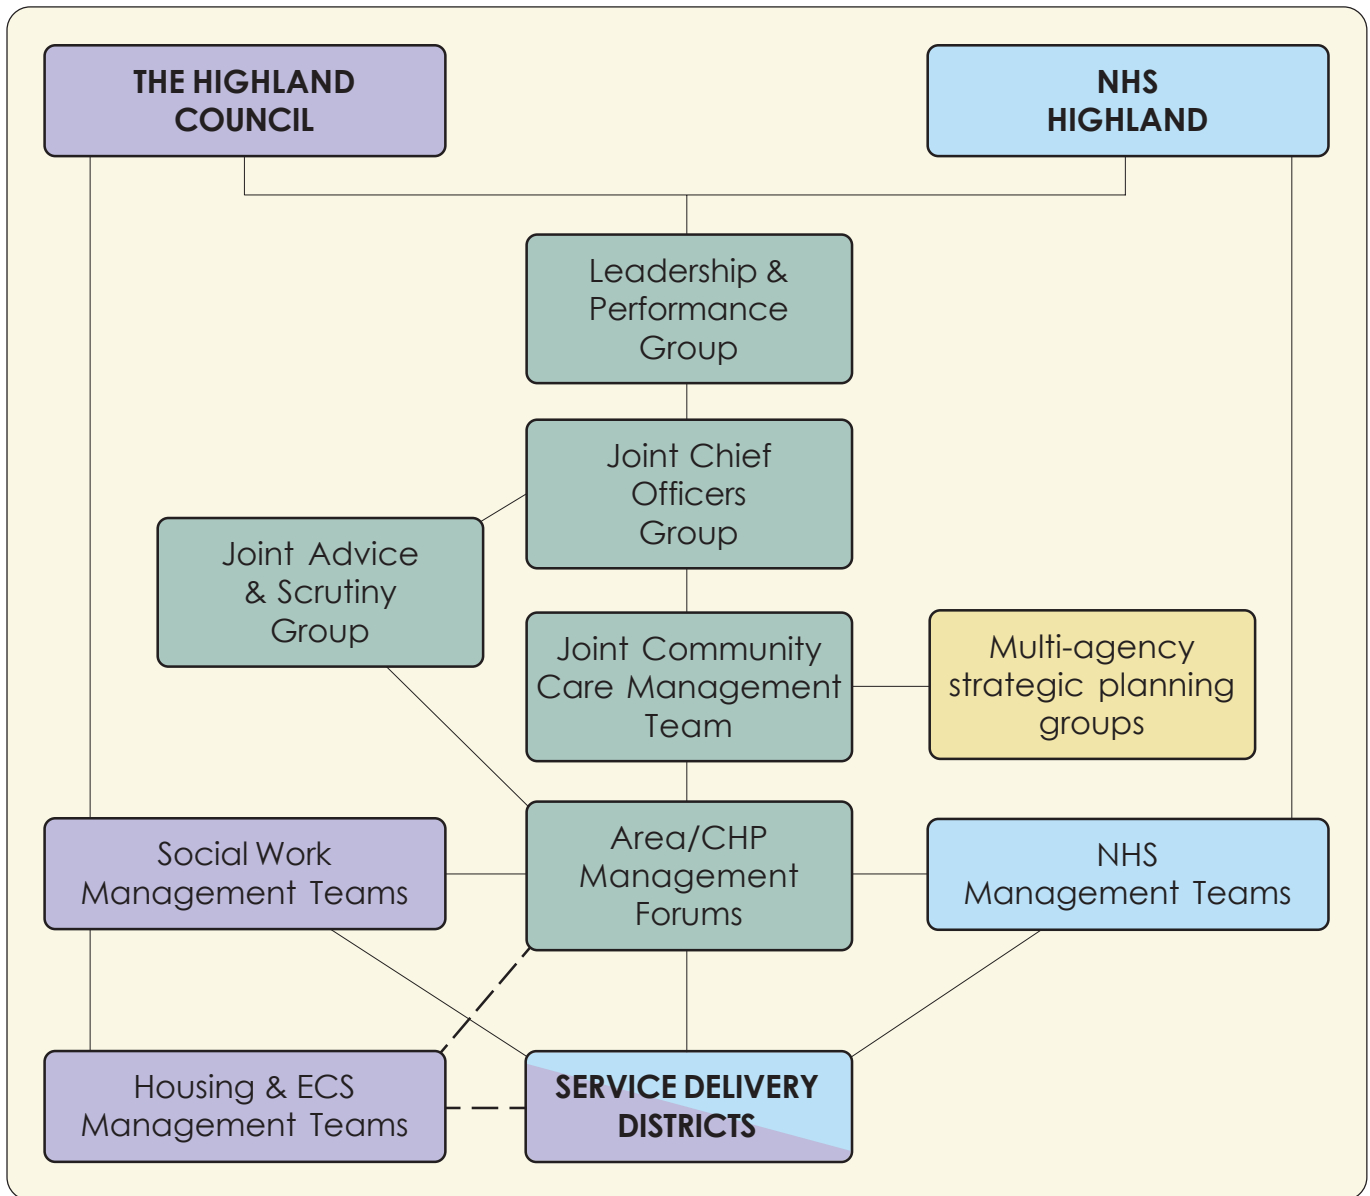 THE HIGHLAND
COUNCIL
NHS
HIGHLAND
Leadership &
Performance
Group
Joint Chief
Officers
Group
Joint Advice
& Scrutiny
Group
Joint Community
Care Management
Team
Multi-agency
strategic planning
groups
Social Work
Management Teams
Area/CHP
Management
Forums
NHS
Management Teams
Housing & ECS
Management Teams
SERVICE DELIVERY
DISTRICTS